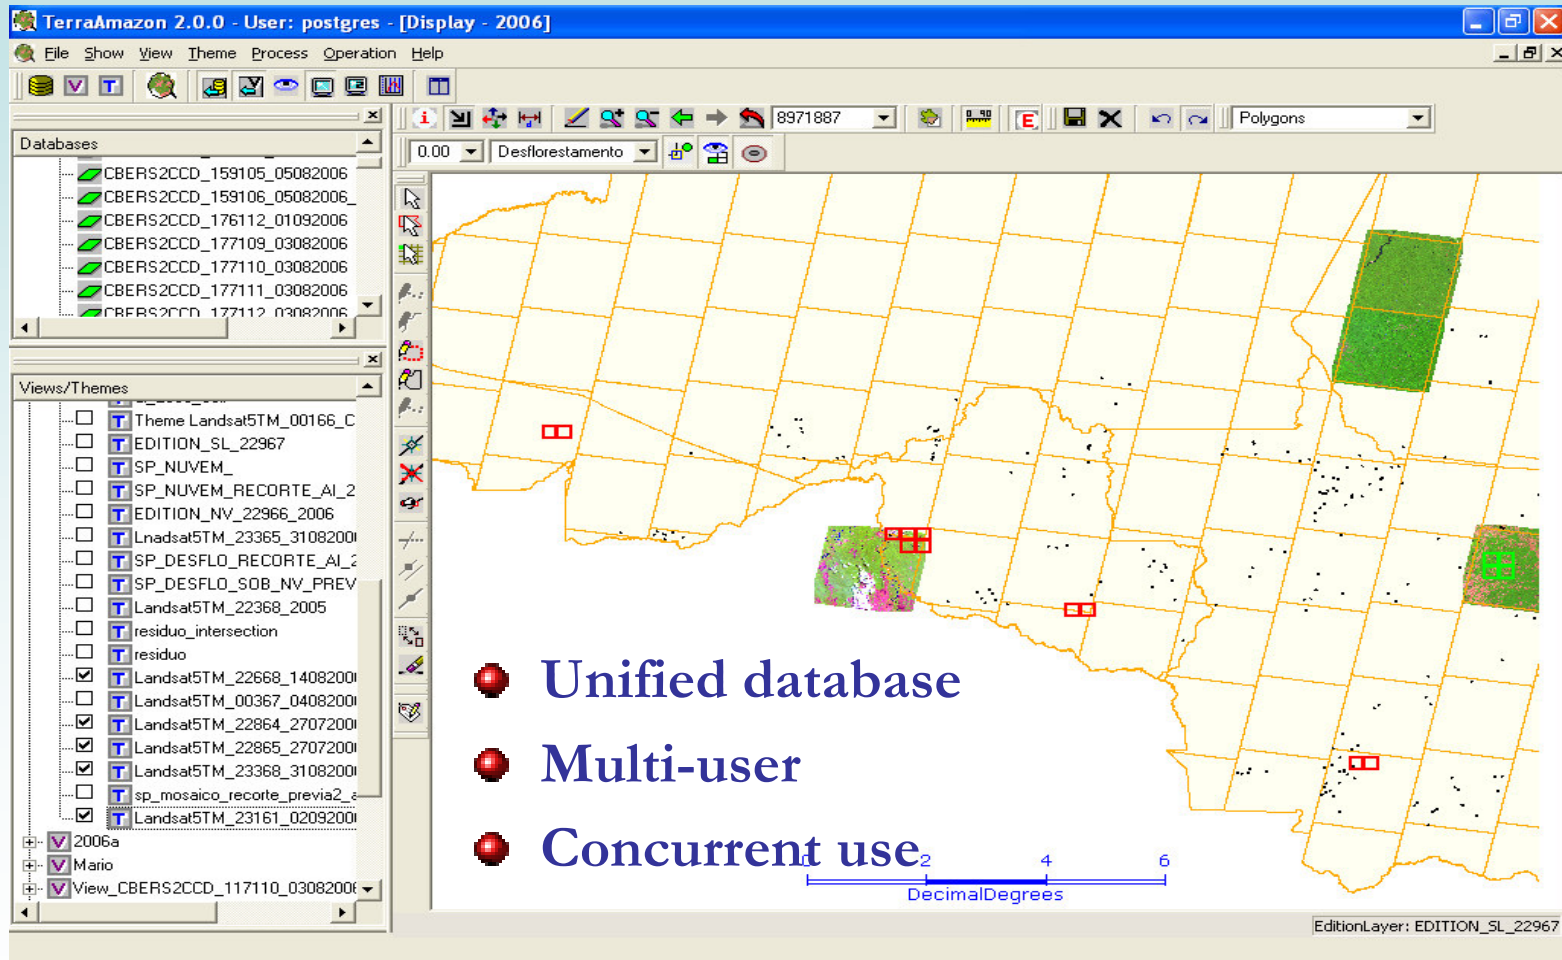 TerraAmazon 2.0.0 - User: postgres - [Display - 2006]
File Show View Theme Process Operation Help
8971887
Polygons
0.00
Desflorestamento
Databases
CBERS2CCD_159105_05082006
CBERS2CCD_159106_05082006_
CBERS2CCD_176112_01092006
CBERS2CCD_177109_03082006
CBERS2CCD_177110_03082006
CBERS2CCD_177111_03082006
CBERS2CCD_177112_03082006
Views/Themes
Theme Landsat5TM_00166_C
EDITION_SL_22967
SP_NUVEM_
SP_NUVEM_RECORTE_AI_2
EDITION_NV_22966_2006
Lnadsat5TM_23365_3108200
SP_DESFLO_RECORTE_AI_2
SP_DESFLO_SOB_NV_PREV
Landsat5TM_22368_2005
residuo_intersection
residuo
Landsat5TM_22668_1408200
Landsat5TM_00367_0408200
Landsat5TM_22864_2707200
Landsat5TM_22865_2707200
Landsat5TM_23368_3108200
sp_mosaico_recorte_previa2_a
Landsat5TM_23161_0209200
2006a
Mario
View_CBERS2CCD_117110_0308200
Unified database
Multi-user
Concurrent use
0 2 4 6
DecimalDegrees
EditionLayer: EDITION_SL_22967